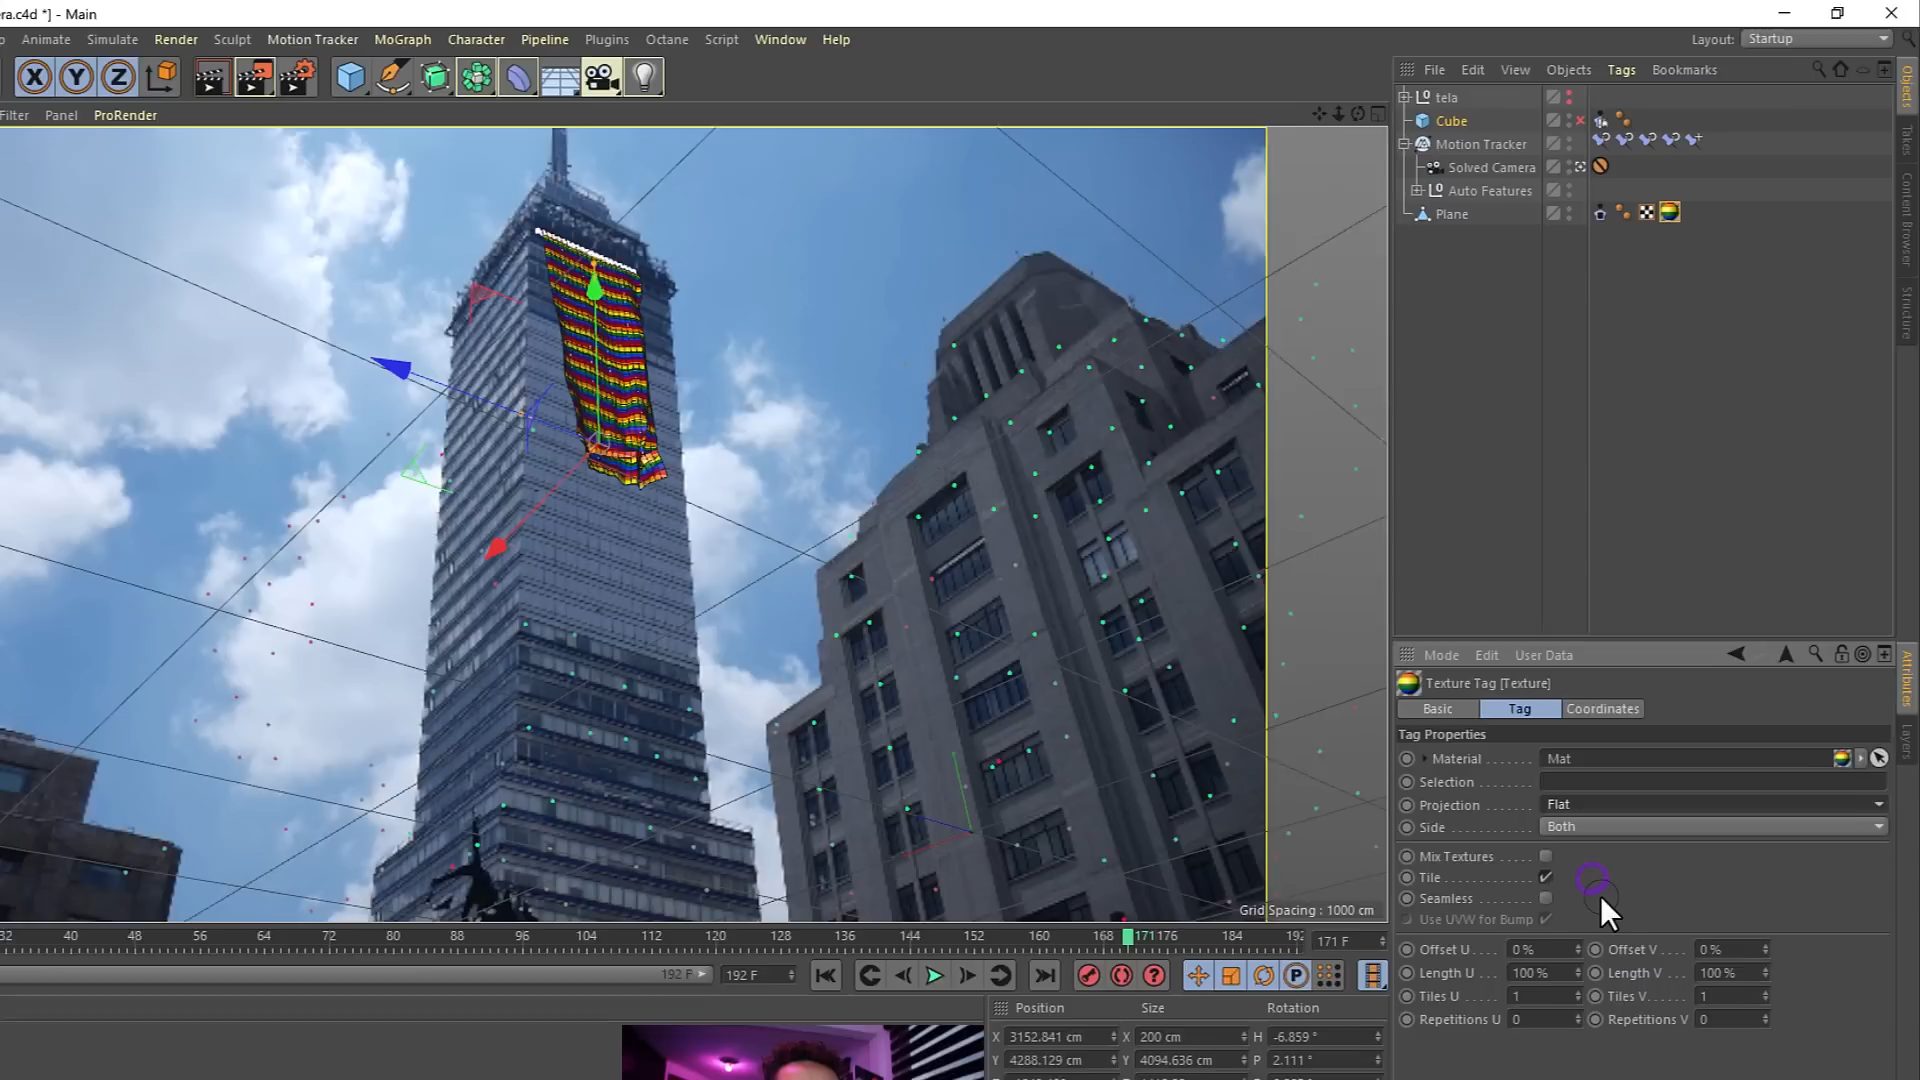 ra.c4d *] - Main
Animate Simulate Render Sculpt Motion Tracker MoGraph Character Pipeline Plugins Octane Script Window Help
Layout: Startup
X Y Z
File Edit View Objects Tags Bookmarks
Filter Panel ProRender
tela
Cube
Motion Tracker
Solved Camera
Auto Features
Plane
Objects
Takes
Content Browser
Structure
Grid Spacing : 1000 cm
32 40 48 56 64 72 80 88 96 104 112 120 128 136 144 152 160 168 171 176 184 192
171 F
192 F
192 F
P
Position Size Rotation
X 3152.841 cm X 200 cm H -6.859 °
Y 4288.129 cm Y 4094.636 cm P 2.111 °
Mode Edit User Data
Texture Tag [Texture]
Basic Tag Coordinates
Tag Properties
Material Mat
Selection
Projection Flat
Side Both
Mix Textures
Tile
Seamless
Use UVW for Bump
Offset U 0 % Offset V 0 %
Length U 100 % Length V 100 %
Tiles U 1 Tiles V 1
Repetitions U 0 Repetitions V 0
Attributes
Layers